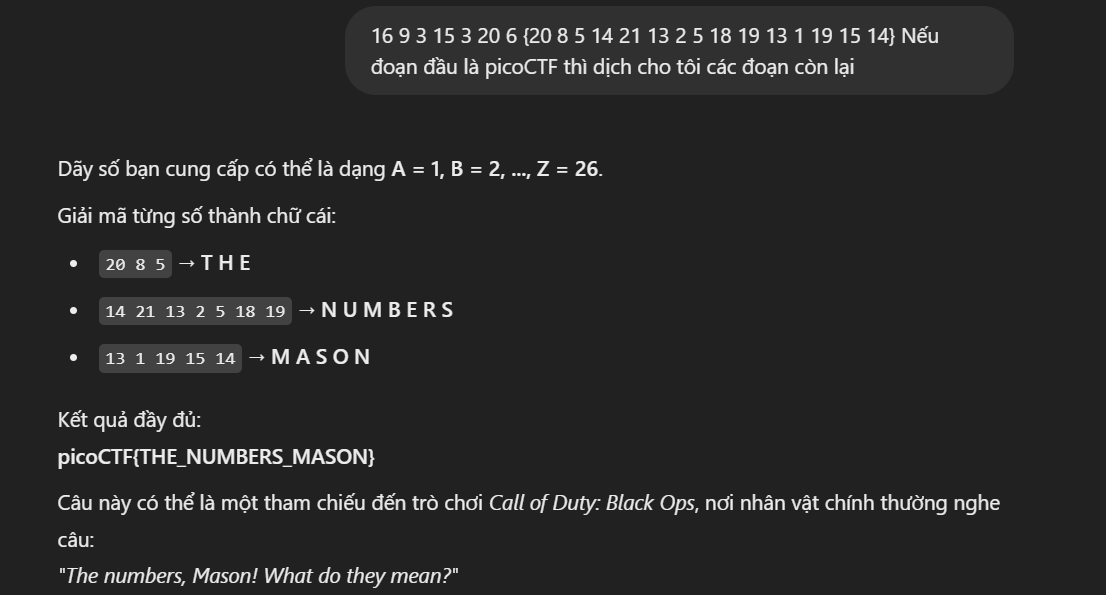 16 9 3 15 3 20 6 {20 8 5 14 21 13 2 5 18 19 13 1 19 15 14} Nếu
đoạn đầu là picoCTF thì dịch cho tôi các đoạn còn lại
Dãy số bạn cung cấp có thể là dạng A = 1, B = 2, ..., Z = 26.
Giải mã từng số thành chữ cái:
• 20 8 5 → T H E
• 14 21 13 2 5 18 19 → N U M B E R S
• 13 1 19 15 14 → M A S O N
Kết quả đầy đủ:
picoCTF{THE_NUMBERS_MASON}
Câu này có thể là một tham chiếu đến trò chơi Call of Duty: Black Ops, nơi nhân vật chính thường nghe
câu:
"The numbers, Mason! What do they mean?"